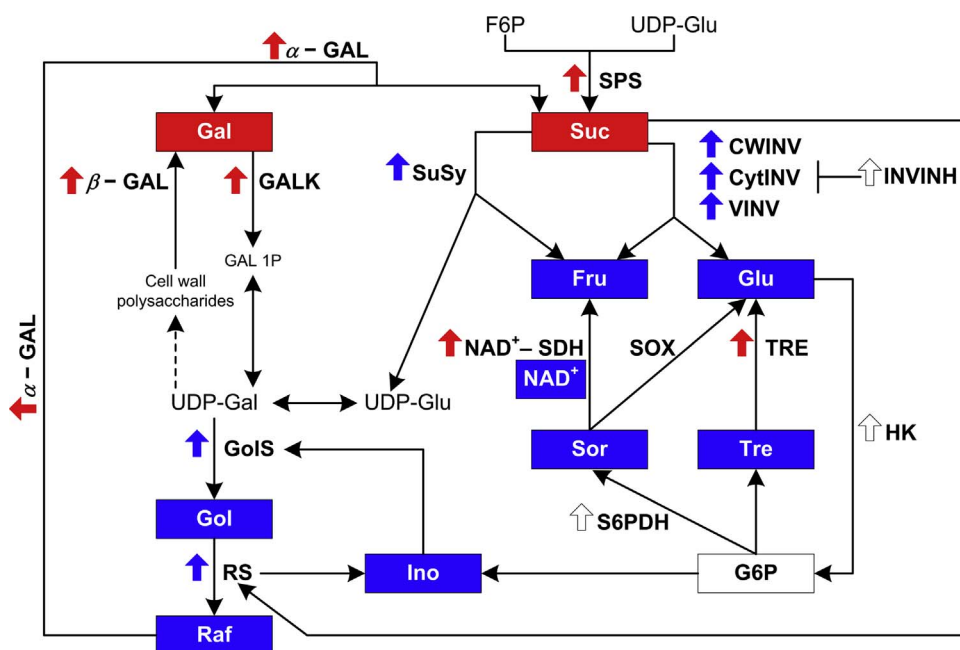 F6P
UDP-Glu
α – GAL
SPS
Gal
Suc
CWINV
SuSy
CytINV
INVINH
β – GAL
GALK
VINV
GAL 1P
Cell wall
polysaccharides
Fru
Glu
α – GAL
NAD⁺– SDH
SOX
TRE
NAD⁺
UDP-Gal
UDP-Glu
GolS
Sor
Tre
HK
Gol
S6PDH
RS
Ino
G6P
Raf